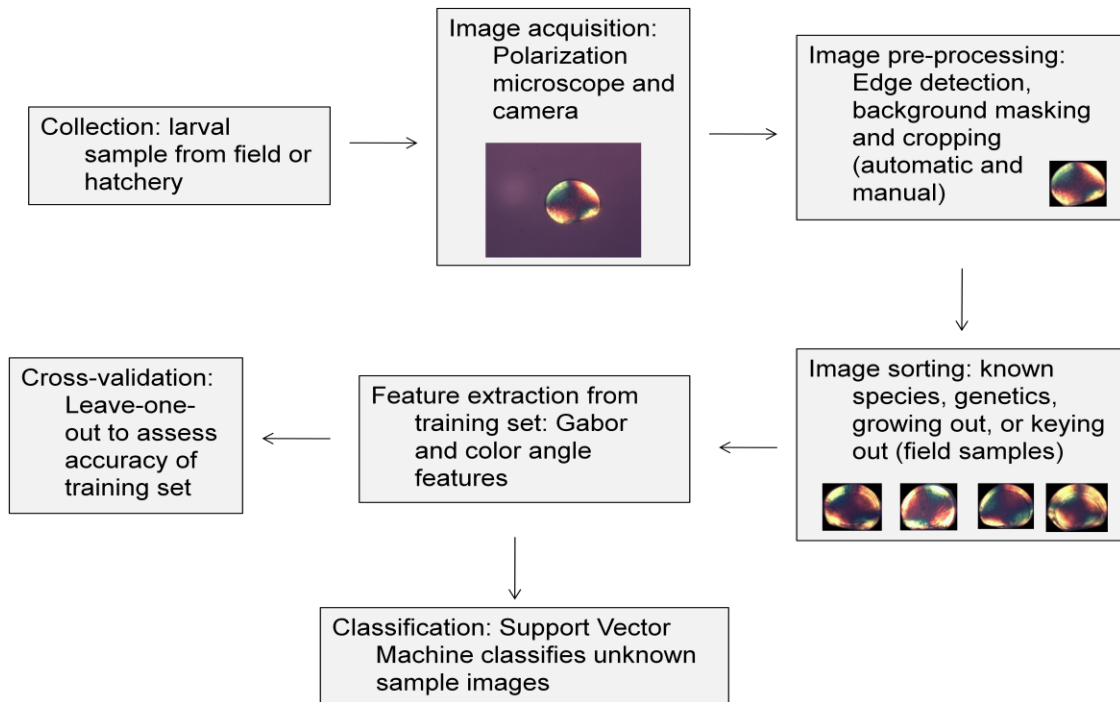 Collection: larval
sample from field or
hatchery
Image acquisition:
Polarization
microscope and
camera
Image pre-processing:
Edge detection,
background masking
and cropping
(automatic and
manual)
Image sorting: known
species, genetics,
growing out, or keying
out (field samples)
Feature extraction from
training set: Gabor
and color angle
features
Cross-validation:
Leave-one-
out to assess
accuracy of
training set
Classification: Support Vector
Machine classifies unknown
sample images